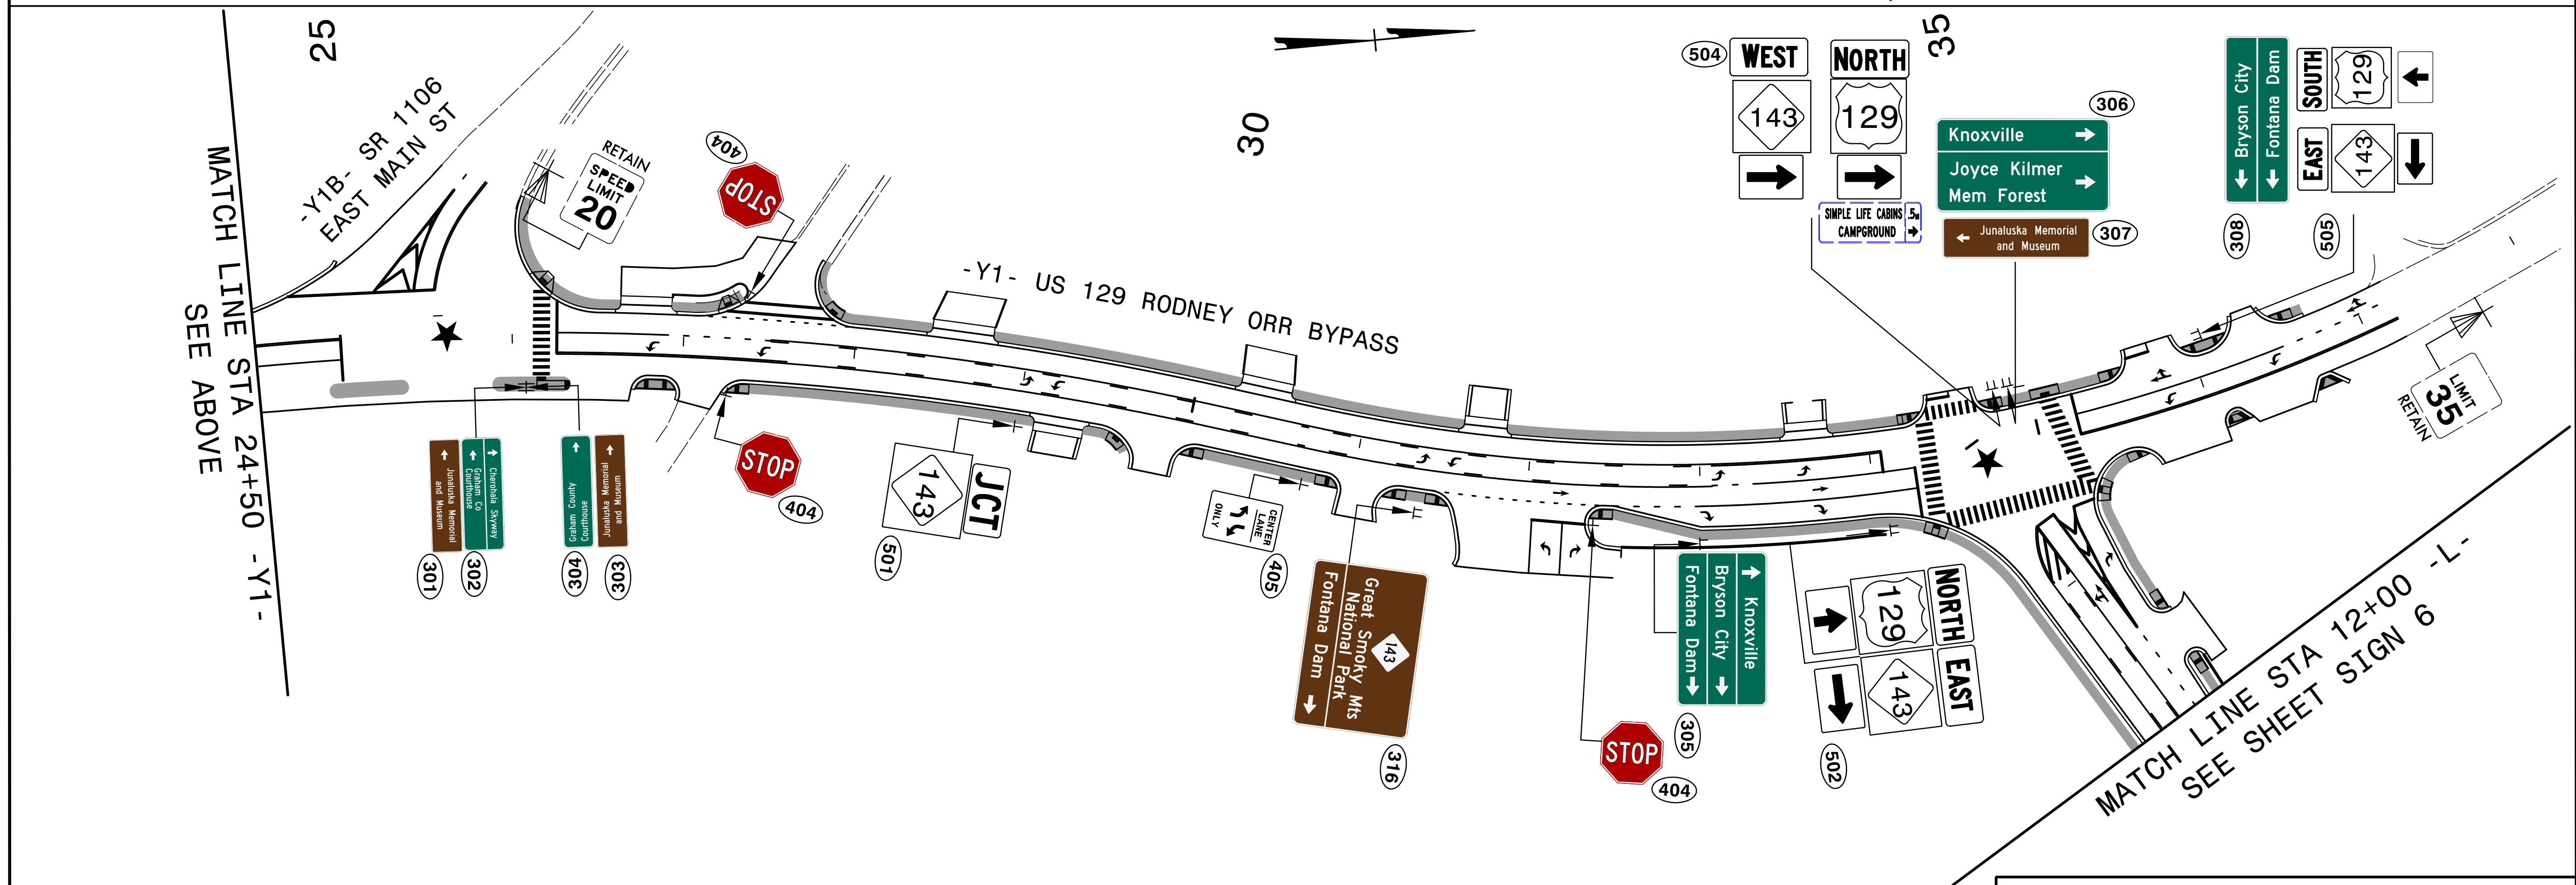 25
-Y1B- SR 1106
EAST MAIN ST
MATCH LINE STA 24+50 -Y1-
SEE ABOVE
RETAIN
SPEED
LIMIT
20
404
STOP
30
-Y1- US 129 RODNEY ORR BYPASS
504
WEST
143
NORTH
129
SIMPLE LIFE CABINS .5M
CAMPGROUND
35
306
Knoxville
Joyce Kilmer
Mem Forest
Junaluska Memorial
and Museum
307
Bryson City
Fontana Dam
308
SOUTH
129
EAST
143
505
LIMIT
35
RETAIN
Junaluska Memorial
and Museum
301
Cherohala Skyway
Graham Co
Courthouse
302
Graham County
Courthouse
304
Junaluska Memorial
and Museum
303
STOP
404
JCT
143
501
CENTER
LANE
ONLY
405
143
Great Smoky Mts
National Park
Fontana Dam
316
STOP
404
Knoxville
Bryson City
Fontana Dam
305
NORTH
129
EAST
143
502
MATCH LINE STA 12+00 -L-
SEE SHEET SIGN 6